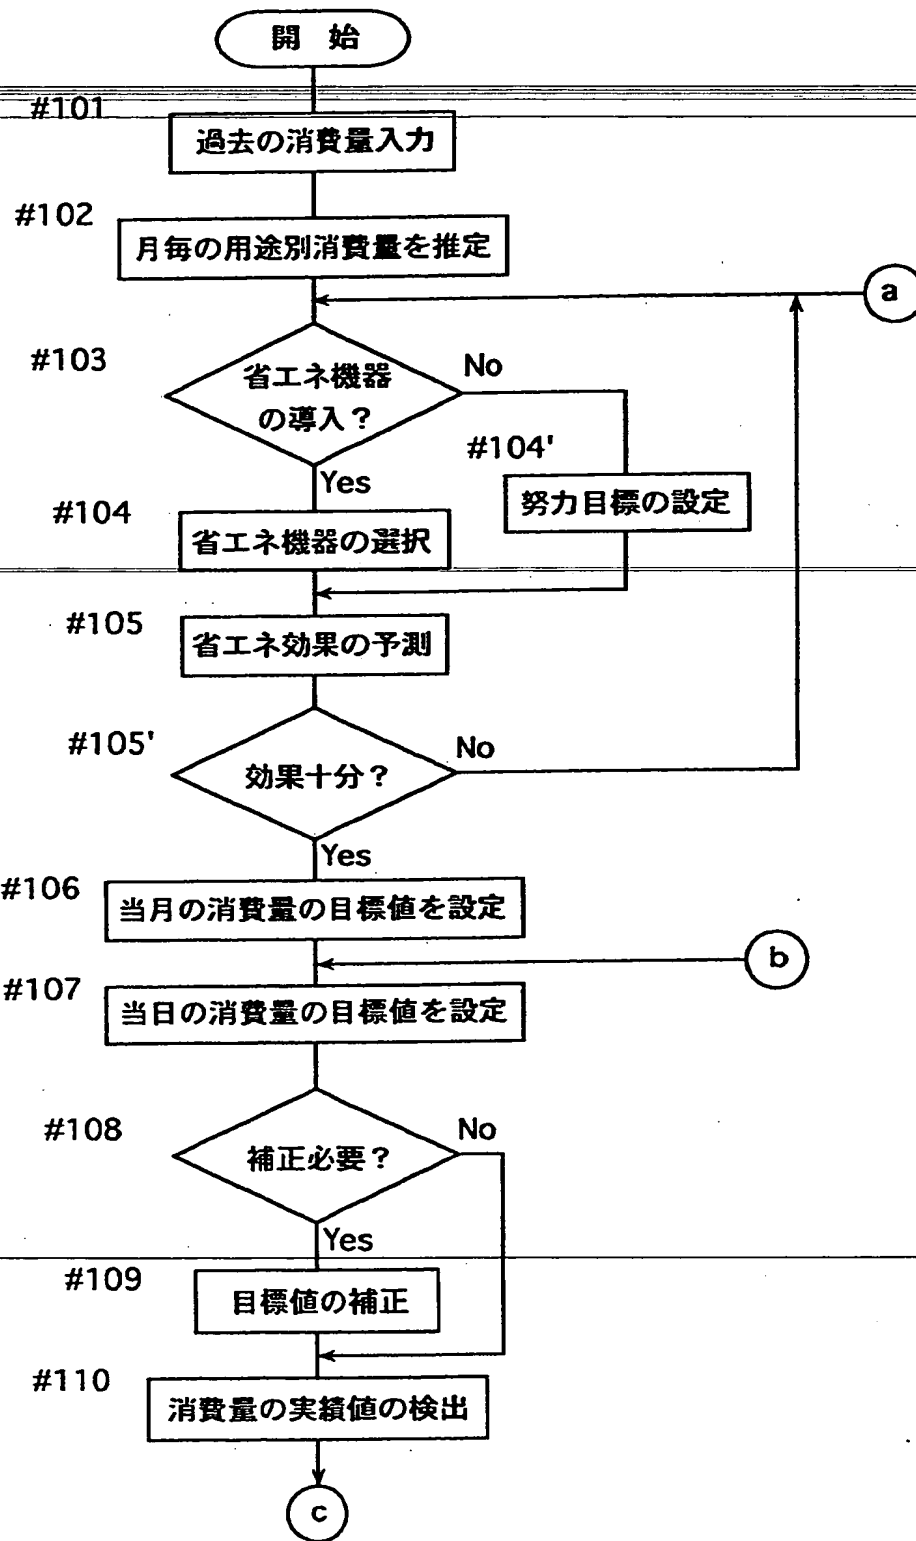 開 始
#101
過去の消費量入力
#102
月毎の用途別消費量を推定
a
#103
省エネ機器
の導入?
No
#104'
Yes
努力目標の設定
#104
省エネ機器の選択
#105
省エネ効果の予測
#105'
No
効果十分?
Yes
#106
当月の消費量の目標値を設定
b
#107
当日の消費量の目標値を設定
#108
No
補正必要?
Yes
#109
目標値の補正
#110
消費量の実績値の検出
c